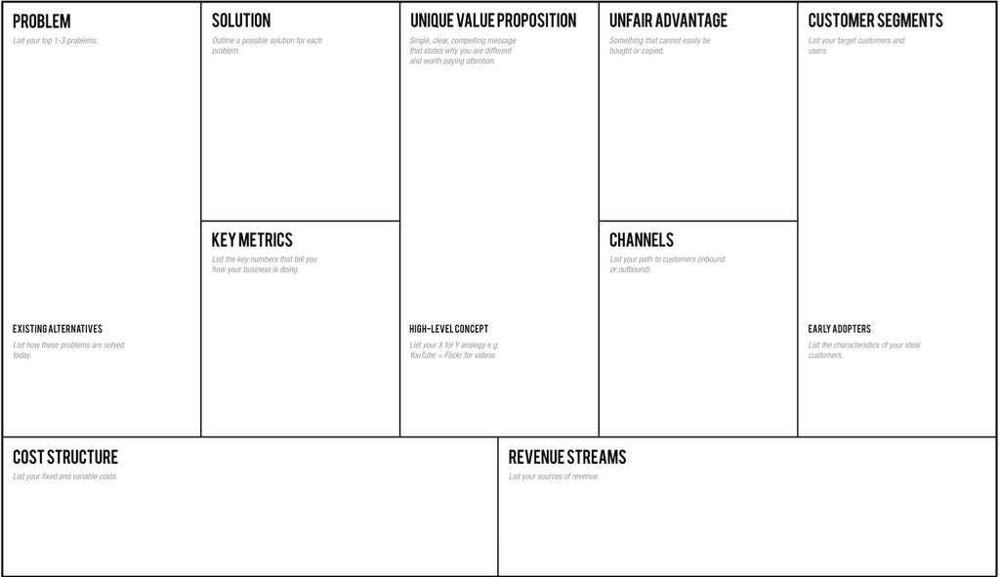 PROBLEM
List your top 1-3 problems.
EXISTING ALTERNATIVES
List how these problems are solved
today.
SOLUTION
Outline a possible solution for each
problem.
KEY METRICS
List the key numbers that tell you
how your business is doing.
UNIQUE VALUE PROPOSITION
Single, clear, compelling message
that states why you are different
and worth paying attention.
HIGH-LEVEL CONCEPT
List your X for Y analogy e.g.
YouTube = Flickr for videos.
UNFAIR ADVANTAGE
Something that cannot easily be
bought or copied.
CHANNELS
List your path to customers (inbound
or outbound).
CUSTOMER SEGMENTS
List your target customers and
users.
EARLY ADOPTERS
List the characteristics of your ideal
customers.
COST STRUCTURE
List your fixed and variable costs.
REVENUE STREAMS
List your sources of revenue.